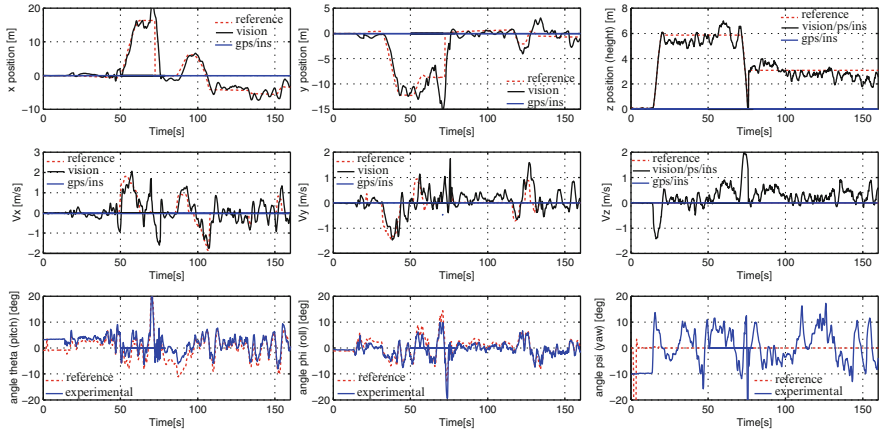 x position [m]
20
10
0
−10
0
50
100
150
Time[s]
reference
vision
gps/ins
y position [m]
5
0
−5
−10
−15
0
50
100
150
Time[s]
reference
vision
gps/ins
z position (height) [m]
10
8
6
4
2
0
0
50
100
150
Time[s]
reference
vision/ps/ins
gps/ins
Vx [m/s]
3
2
1
0
−1
−2
0
50
100
150
Time[s]
reference
vision
gps/ins
Vy [m/s]
2
1
0
−1
−2
0
50
100
150
Time[s]
reference
vision
gps/ins
Vz [m/s]
2
1
0
−1
−2
0
50
100
150
Time[s]
reference
vision/ps/ins
gps/ins
angle theta (pitch) [deg]
20
10
0
−10
−20
0
50
100
150
Time[s]
reference
experimental
angle phi (roll) [deg]
20
10
0
−10
−20
0
50
100
150
Time[s]
reference
experimental
angle psi (yaw) [deg]
20
10
0
−10
−20
0
50
100
150
Time[s]
reference
experimental